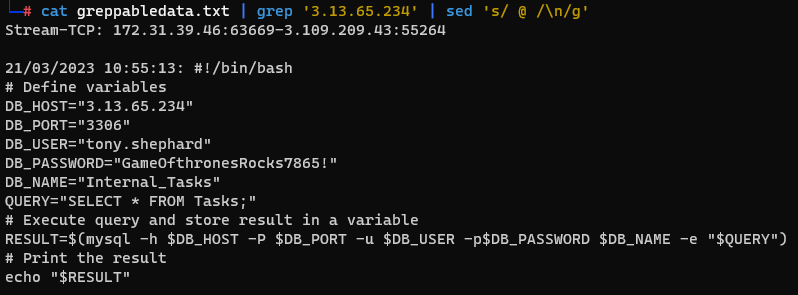 └─# cat greppabledata.txt | grep '3.13.65.234' | sed 's/ @ /\n/g'
Stream-TCP: 172.31.39.46:63669-3.109.209.43:55264
21/03/2023 10:55:13: #!/bin/bash
# Define variables
DB_HOST="3.13.65.234"
DB_PORT="3306"
DB_USER="tony.shephard"
DB_PASSWORD="GameOfthronesRocks7865!"
DB_NAME="Internal_Tasks"
QUERY="SELECT * FROM Tasks;"
# Execute query and store result in a variable
RESULT=$(mysql -h $DB_HOST -P $DB_PORT -u $DB_USER -p$DB_PASSWORD $DB_NAME -e "$QUERY")
# Print the result
echo "$RESULT"